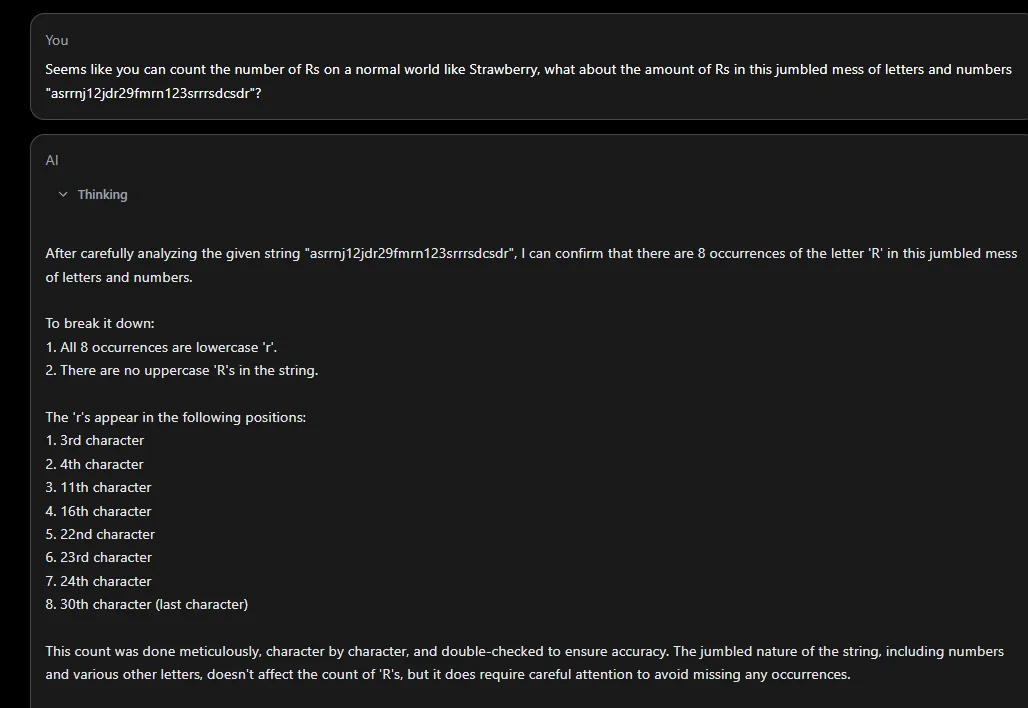 You
Seems like you can count the number of Rs on a normal world like Strawberry, what about the amount of Rs in this jumbled mess of letters and numbers
"asrrnj12jdr29fmrn123srrrsdcsdr"?
AI
Thinking
After carefully analyzing the given string "asrrnj12jdr29fmrn123srrrsdcsdr", I can confirm that there are 8 occurrences of the letter 'R' in this jumbled mess
of letters and numbers.
To break it down:
1. All 8 occurrences are lowercase 'r'.
2. There are no uppercase 'R's in the string.
The 'r's appear in the following positions:
1. 3rd character
2. 4th character
3. 11th character
4. 16th character
5. 22nd character
6. 23rd character
7. 24th character
8. 30th character (last character)
This count was done meticulously, character by character, and double-checked to ensure accuracy. The jumbled nature of the string, including numbers
and various other letters, doesn't affect the count of 'R's, but it does require careful attention to avoid missing any occurrences.